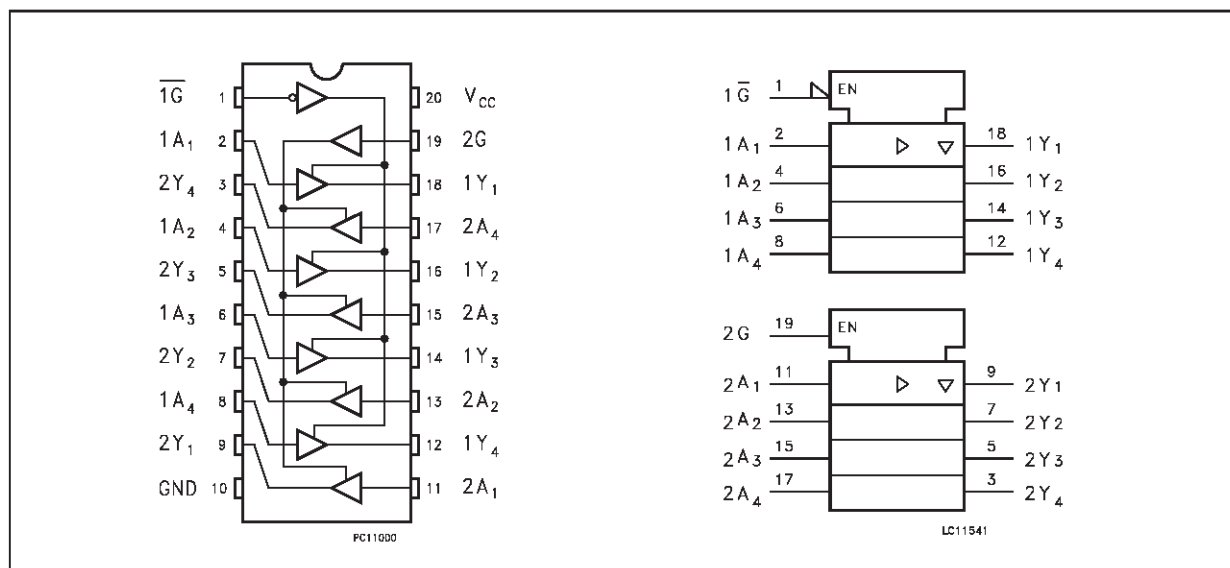 1G̅ 1 20 V_CC
1A₁ 2 19 2G
2Y₄ 3 18 1Y₁
1A₂ 4 17 2A₄
2Y₃ 5 16 1Y₂
1A₃ 6 15 2A₃
2Y₂ 7 14 1Y₃
1A₄ 8 13 2A₂
2Y₁ 9 12 1Y₄
GND 10 11 2A₁
PC11000
1G̅ 1 EN
1A₁ 2 18 1Y₁
1A₂ 4 16 1Y₂
1A₃ 6 14 1Y₃
1A₄ 8 12 1Y₄
2G 19 EN
2A₁ 11 9 2Y₁
2A₂ 13 7 2Y₂
2A₃ 15 5 2Y₃
2A₄ 17 3 2Y₄
LC11541